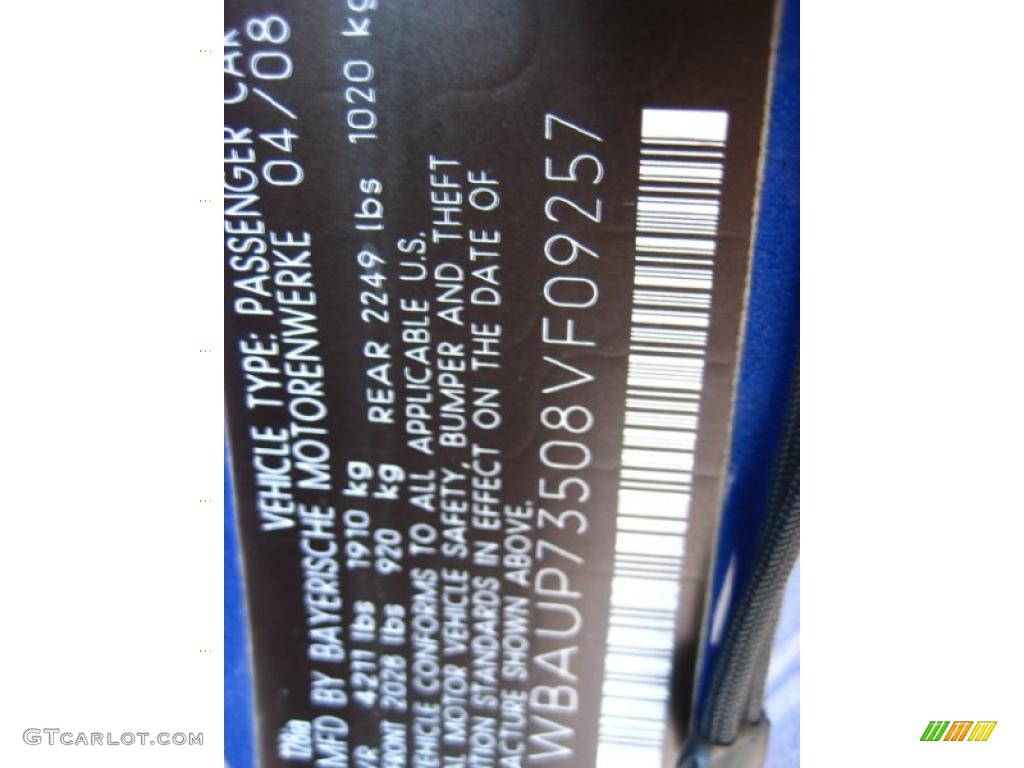 VEHICLE TYPE: PASSENGER CAR
128i
MFD BY BAYERISCHE MOTORENWERKE 04/08
4211 lbs 1910 kg
FRONT 2028 lbs 920 kg REAR 2249 lbs 1020 kg
VEHICLE CONFORMS TO ALL APPLICABLE U.S.
MOTOR VEHICLE SAFETY, BUMPER AND THEFT
STANDARDS IN EFFECT ON THE DATE OF
SHOWN ABOVE.
WBAUP73508VF09257
GTCARLOT.COM